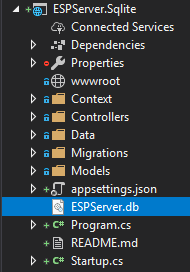 ESPServer.Sqlite
Connected Services
Dependencies
Properties
wwwroot
Context
Controllers
Data
Migrations
Models
appsettings.json
ESPServer.db
C# Program.cs
README.md
C# Startup.cs